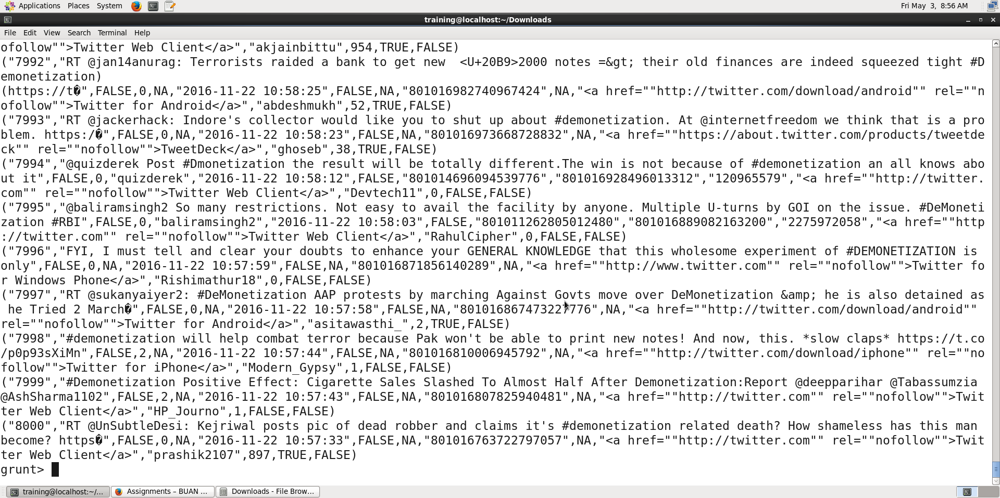 Applications Places System Fri May 3, 8:56 AM
training@localhost:~/Downloads
File Edit View Search Terminal Help
ofollow"">Twitter Web Client</a>","akjainbittu",954,TRUE,FALSE)
("7992","RT @jan14anurag: Terrorists raided a bank to get new  <U+20B9>2000 notes =&gt; their old finances are indeed squeezed tight #D
emonetization)
(https://t�",FALSE,0,NA,"2016-11-22 10:58:25",FALSE,NA,"801016982740967424",NA,"<a href=""http://twitter.com/download/android"" rel=""n
ofollow"">Twitter for Android</a>","abdeshmukh",52,TRUE,FALSE)
("7993","RT @jackerhack: Indore's collector would like you to shut up about #demonetization. At @internetfreedom we think that is a pro
blem. https:/�",FALSE,0,NA,"2016-11-22 10:58:23",FALSE,NA,"801016973668728832",NA,"<a href=""https://about.twitter.com/products/tweetde
ck"" rel=""nofollow"">TweetDeck</a>","ghoseb",38,TRUE,FALSE)
("7994","@quizderek Post #Dmonetization the result will be totally different.The win is not because of #demonetization an all knows abo
ut it",FALSE,0,"quizderek","2016-11-22 10:58:12",FALSE,"801014696094539776","801016928496013312","120965579","<a href=""http://twitter.
com"" rel=""nofollow"">Twitter Web Client</a>","Devtech11",0,FALSE,FALSE)
("7995","@baliramsingh2 So many restrictions. Not easy to avail the facility by anyone. Multiple U-turns by GOI on the issue. #DeMoneti
zation #RBI",FALSE,0,"baliramsingh2","2016-11-22 10:58:03",FALSE,"801011262805012480","801016889082163200","2275972058","<a href=""http
://twitter.com"" rel=""nofollow"">Twitter Web Client</a>","RahulCipher",0,FALSE,FALSE)
("7996","FYI, I must tell and clear your doubts to enhance your GENERAL KNOWLEDGE that this wholesome experiment of #DEMONETIZATION is
only",FALSE,0,NA,"2016-11-22 10:57:59",FALSE,NA,"801016871856140289",NA,"<a href=""http://www.twitter.com"" rel=""nofollow"">Twitter fo
r Windows Phone</a>","Rishimathur18",0,FALSE,FALSE)
("7997","RT @sukanyaiyer2: #DeMonetization AAP protests by marching Against Govts move over DeMonetization &amp; he is also detained as
 he Tried 2 March�",FALSE,0,NA,"2016-11-22 10:57:58",FALSE,NA,"801016867473227776",NA,"<a href=""http://twitter.com/download/android""
rel=""nofollow"">Twitter for Android</a>","asitawasthi_",2,TRUE,FALSE)
("7998","#demonetization will help combat terror because Pak won't be able to print new notes! And now, this. *slow claps* https://t.co
/p0p93sXiMn",FALSE,2,NA,"2016-11-22 10:57:44",FALSE,NA,"801016810006945792",NA,"<a href=""http://twitter.com/download/iphone"" rel=""no
follow"">Twitter for iPhone</a>","Modern_Gypsy",1,FALSE,FALSE)
("7999","#Demonetization Positive Effect: Cigarette Sales Slashed To Almost Half After Demonetization:Report @deepparihar @Tabassumzia
@AshSharma1102",FALSE,2,NA,"2016-11-22 10:57:43",FALSE,NA,"801016807825940481",NA,"<a href=""http://twitter.com"" rel=""nofollow"">Twit
ter Web Client</a>","HP_Journo",1,FALSE,FALSE)
("8000","RT @UnSubtleDesi: Kejriwal posts pic of dead robber and claims it's #demonetization related death? How shameless has this man
become? https�",FALSE,0,NA,"2016-11-22 10:57:33",FALSE,NA,"801016763722797057",NA,"<a href=""http://twitter.com"" rel=""nofollow"">Twit
ter Web Client</a>","prashik2107",897,TRUE,FALSE)
grunt>
training@localhost:~/... Assignments – BUAN ... Downloads - File Brow...